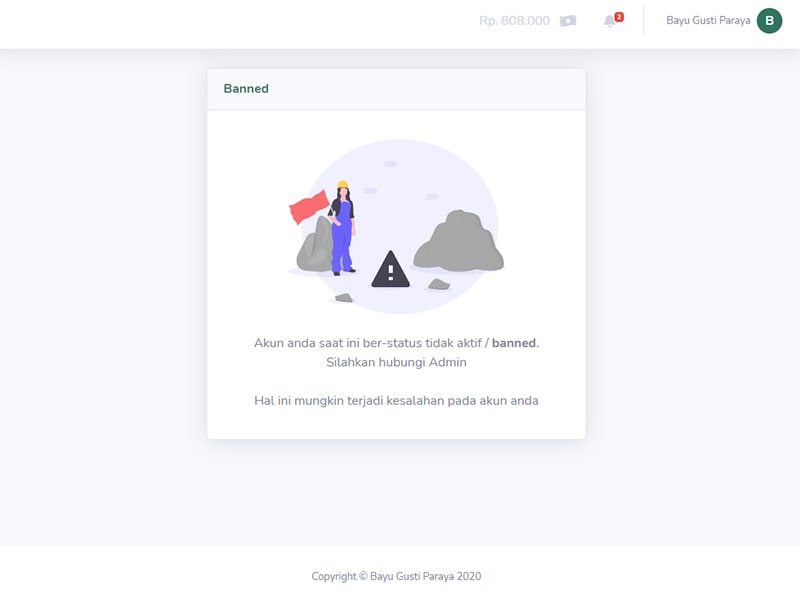 Rp. 808.000
2
Bayu Gusti Paraya
B
Banned
Akun anda saat ini ber-status tidak aktif / banned.
Silahkan hubungi Admin
Hal ini mungkin terjadi kesalahan pada akun anda
Copyright © Bayu Gusti Paraya 2020